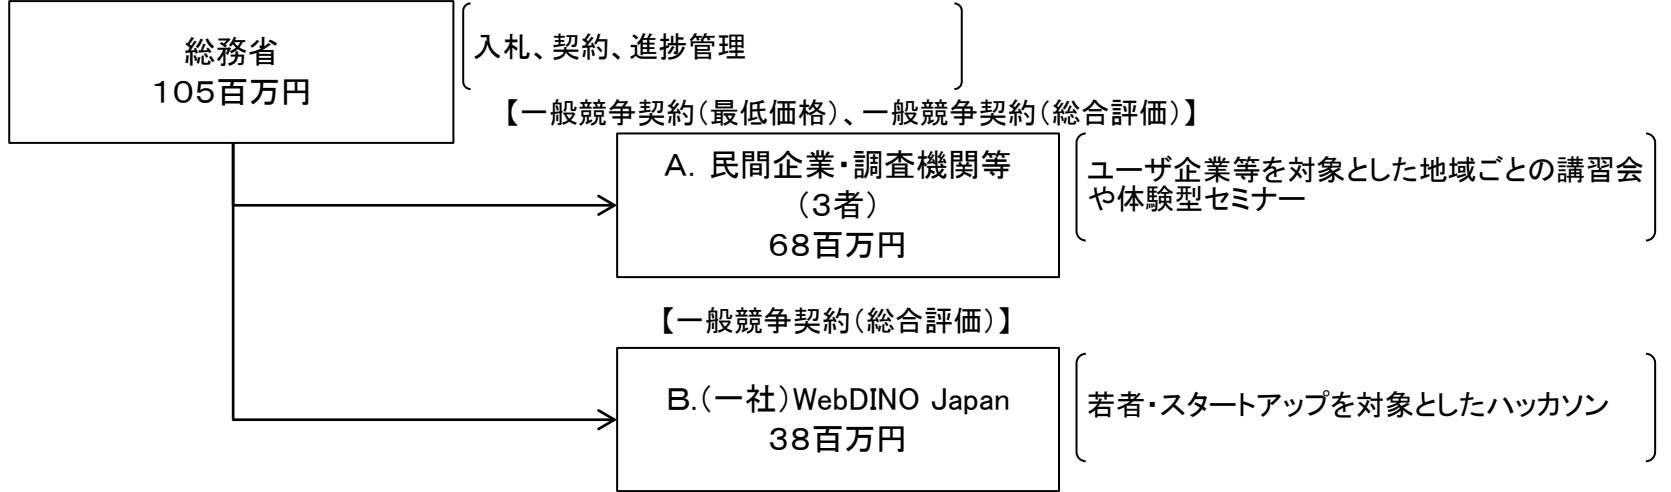 総務省
105百万円
入札、契約、進捗管理
【一般競争契約(最低価格)、一般競争契約(総合評価)】
A. 民間企業・調査機関等
(3者)
68百万円
ユーザ企業等を対象とした地域ごとの講習会
や体験型セミナー
【一般競争契約(総合評価)】
B.(一社)WebDINO Japan
38百万円
若者・スタートアップを対象としたハッカソン